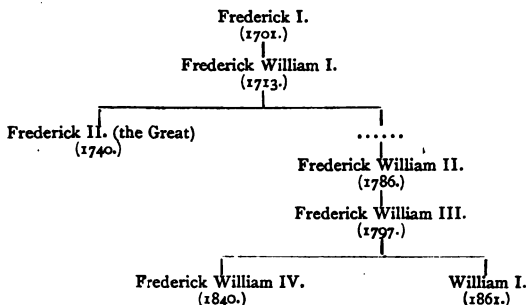 Frederick I.
(1701.)
Frederick William I.
(1713.)
Frederick II. (the Great)
(1740.)
......
Frederick William II.
(1786.)
Frederick William III.
(1797.)
Frederick William IV.
(1840.)
William I.
(1861.)